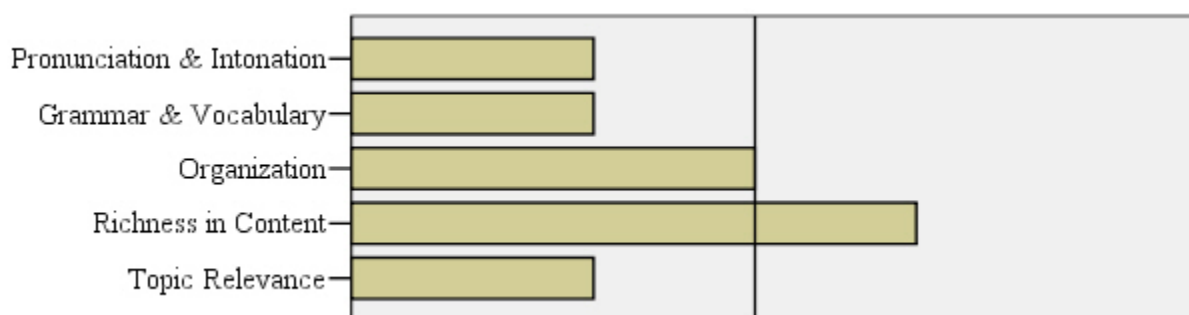 Pronunciation & Intonation
Grammar & Vocabulary
Organization
Richness in Content
Topic Relevance